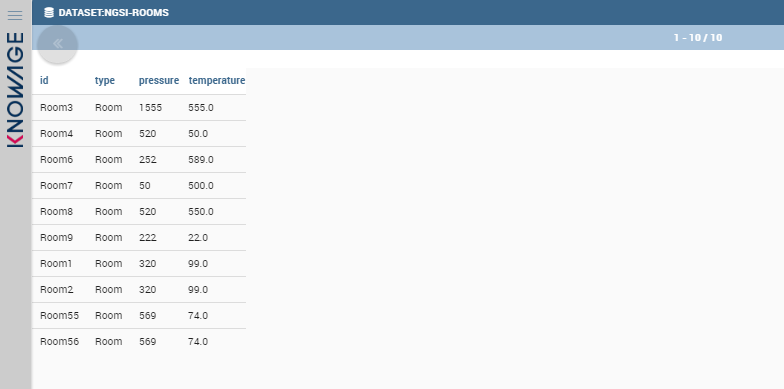 DATASET:NGSI-ROOMS
1 - 10 / 10
KNOWAGE
id type pressure temperature
Room3 Room 1555 555.0
Room4 Room 520 50.0
Room6 Room 252 589.0
Room7 Room 50 500.0
Room8 Room 520 550.0
Room9 Room 222 22.0
Room1 Room 320 99.0
Room2 Room 320 99.0
Room55 Room 569 74.0
Room56 Room 569 74.0